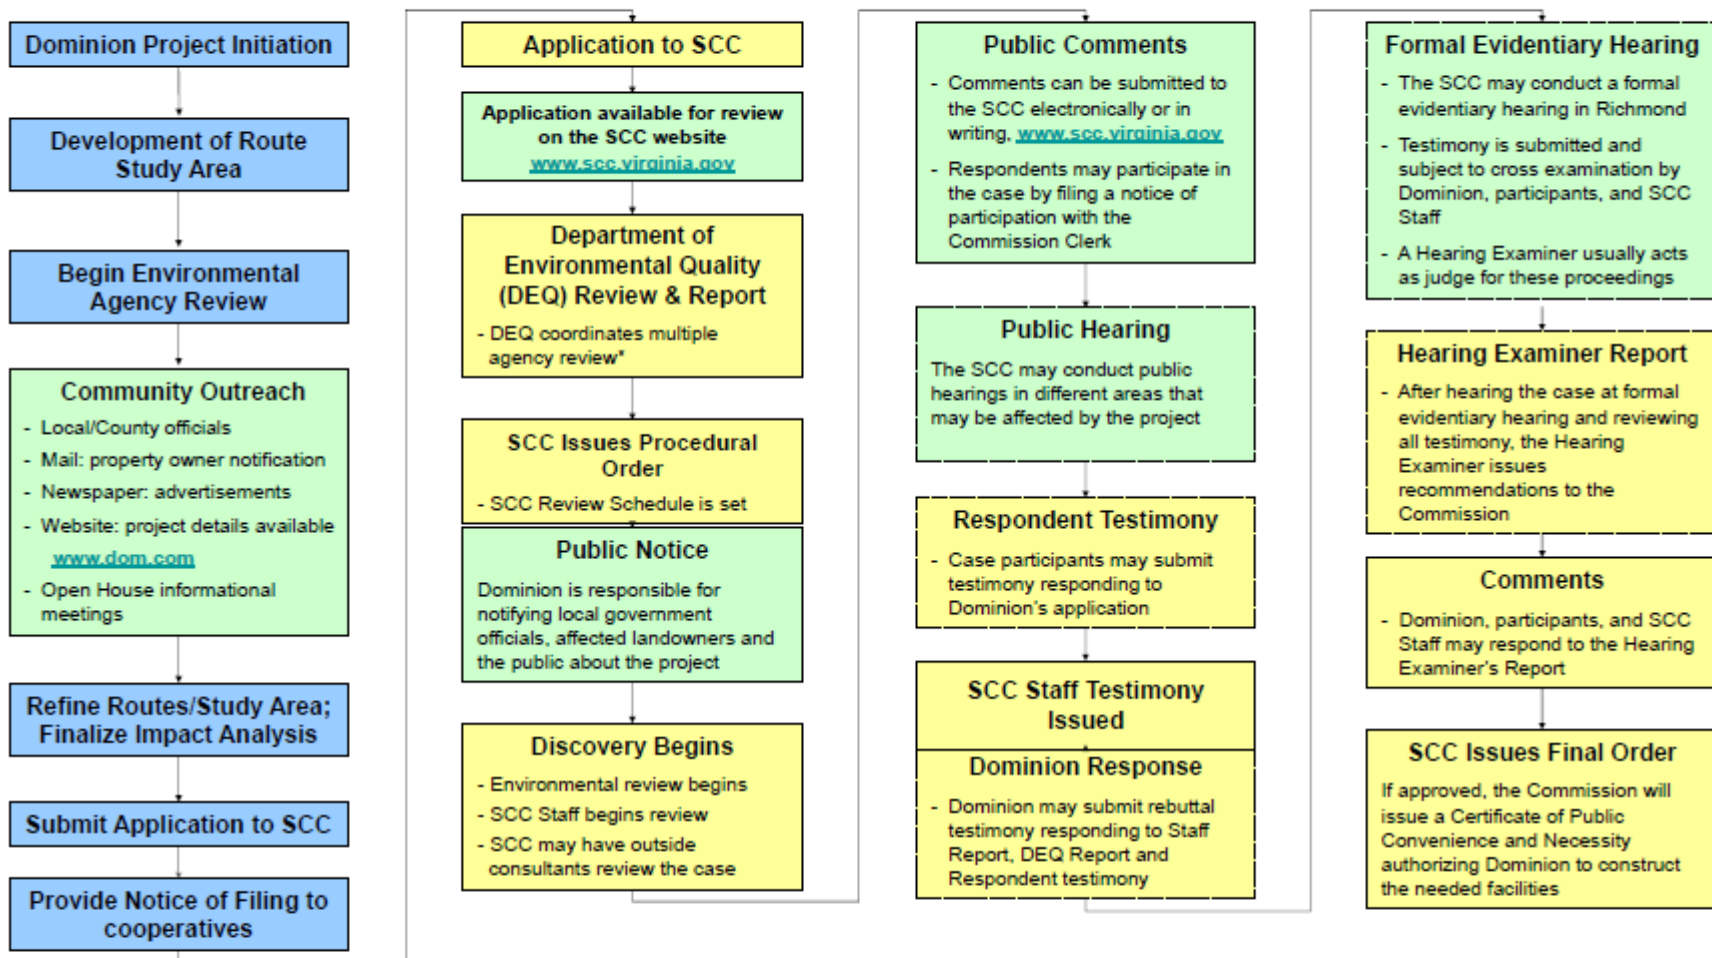 Dominion Project Initiation
Development of Route
Study Area
Begin Environmental
Agency Review
Community Outreach
- Local/County officials
- Mail: property owner notification
- Newspaper: advertisements
- Website: project details available
www.dom.com
- Open House informational
meetings
Refine Routes/Study Area;
Finalize Impact Analysis
Submit Application to SCC
Provide Notice of Filing to
cooperatives
Application to SCC
Application available for review
on the SCC website
www.scc.virginia.gov
Department of
Environmental Quality
(DEQ) Review & Report
- DEQ coordinates multiple
agency review*
SCC Issues Procedural
Order
- SCC Review Schedule is set
Public Notice
Dominion is responsible for
notifying local government
officials, affected landowners and
the public about the project
Discovery Begins
- Environmental review begins
- SCC Staff begins review
- SCC may have outside
consultants review the case
Public Comments
- Comments can be submitted to
the SCC electronically or in
writing, www.scc.virginia.gov
- Respondents may participate in
the case by filing a notice of
participation with the
Commission Clerk
Public Hearing
The SCC may conduct public
hearings in different areas that
may be affected by the project
Respondent Testimony
- Case participants may submit
testimony responding to
Dominion's application
SCC Staff Testimony
Issued
Dominion Response
- Dominion may submit rebuttal
testimony responding to Staff
Report, DEQ Report and
Respondent testimony
Formal Evidentiary Hearing
- The SCC may conduct a formal
evidentiary hearing in Richmond
- Testimony is submitted and
subject to cross examination by
Dominion, participants, and SCC
Staff
- A Hearing Examiner usually acts
as judge for these proceedings
Hearing Examiner Report
- After hearing the case at formal
evidentiary hearing and reviewing
all testimony, the Hearing
Examiner issues
recommendations to the
Commission
Comments
- Dominion, participants, and SCC
Staff may respond to the Hearing
Examiner's Report
SCC Issues Final Order
If approved, the Commission will
issue a Certificate of Public
Convenience and Necessity
authorizing Dominion to construct
the needed facilities